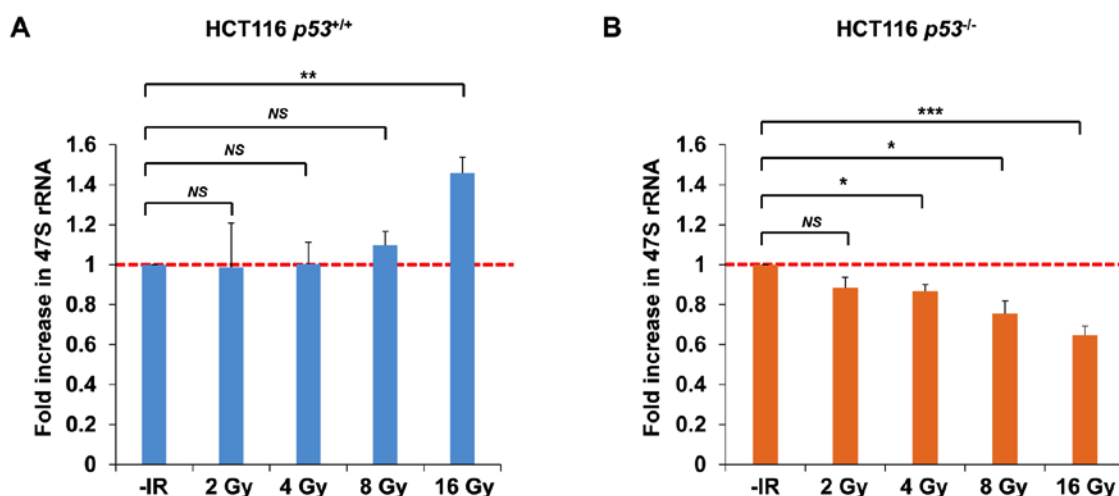 A
HCT116 p53+/+
**
NS
NS
NS
Fold increase in 47S rRNA
1.6
1.4
1.2
1
0.8
0.6
0.4
0.2
0
-IR
2 Gy
4 Gy
8 Gy
16 Gy
B
HCT116 p53-/-
***
*
*
NS
Fold increase in 47S rRNA
1.6
1.4
1.2
1
0.8
0.6
0.4
0.2
0
-IR
2 Gy
4 Gy
8 Gy
16 Gy